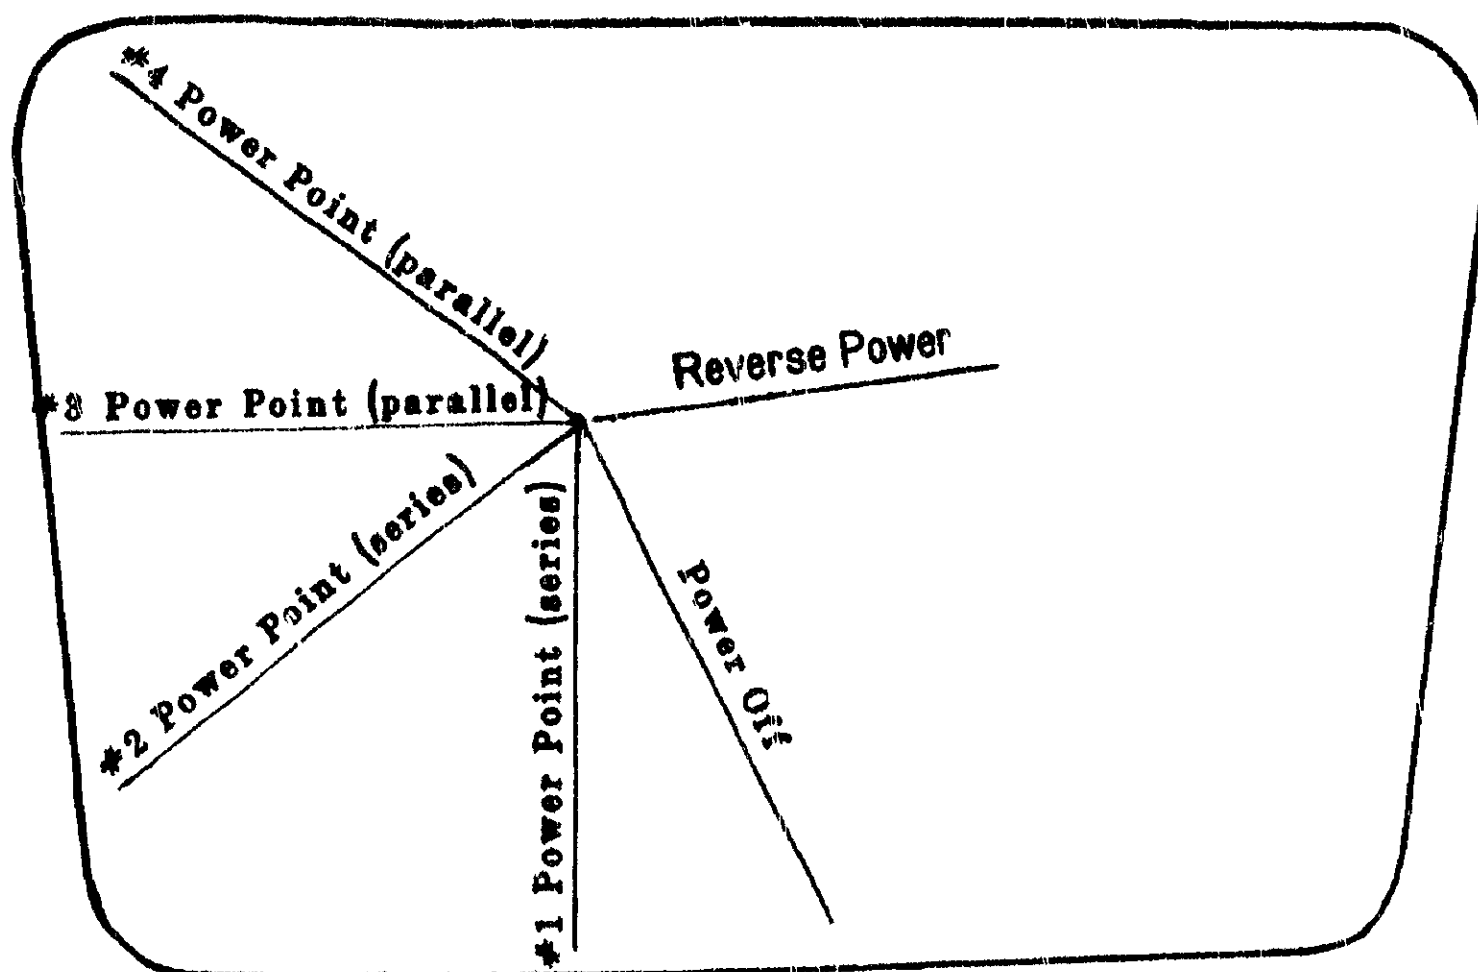 #4 Power Point (parallel)
Reverse Power
#3 Power Point (parallel)
#2 Power Point (series)
#1 Power Point (series)
Power Off